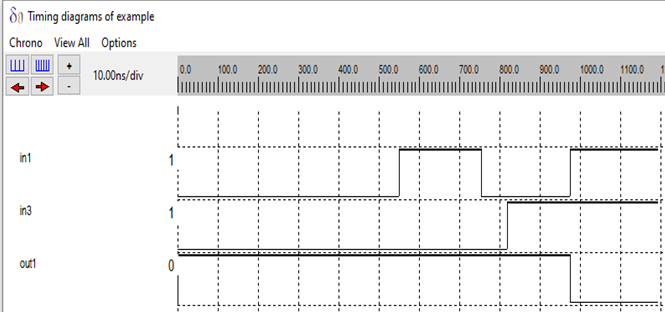 Timing diagrams of example
Chrono View All Options
+
10.00ns/div
-
0.0 100.0 200.0 300.0 400.0 500.0 600.0 700.0 800.0 900.0 1000.0 1100.0 1
in1 1
in3 1
out1 0